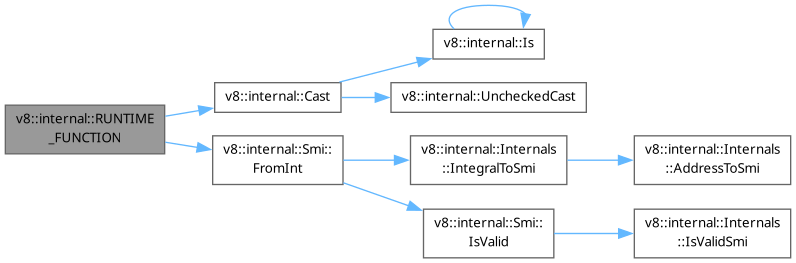 v8::internal::Is
v8::internal::Cast
v8::internal::UncheckedCast
v8::internal::RUNTIME
_FUNCTION
v8::internal::Smi::
FromInt
v8::internal::Internals
::IntegralToSmi
v8::internal::Internals
::AddressToSmi
v8::internal::Smi::
IsValid
v8::internal::Internals
::IsValidSmi